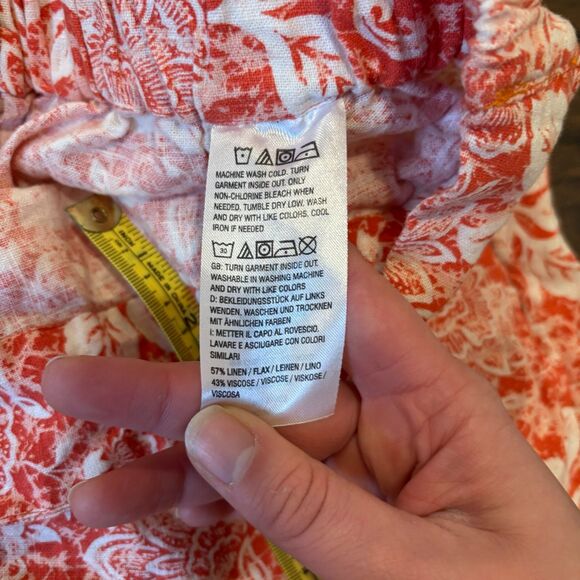 MACHINE WASH COLD. TURN
GARMENT INSIDE OUT. ONLY
NON-CHLORINE BLEACH WHEN
NEEDED, TUMBLE DRY LOW. WASH
AND DRY WITH LIKE COLORS, COOL
IRON IF NEEDED
30
GB: TURN GARMENT INSIDE OUT.
WASHABLE IN WASHING MACHINE
AND DRY WITH LIKE COLORS
D: BEKLEIDUNGSSTÜCK AUF LINKS
WENDEN, WASCHEN UND TROCKNEN
MIT ÄHNLICHEN FARBEN
I: METTER IL CAPO AL ROVESCIO.
LAVARE E ASCIUGARE CON COLORI
SIMILARI
57% LINEN / FLAX / LEINEN / LINO
43% VISCOSE / VISCOSE / VISKOSE /
VISCOSA